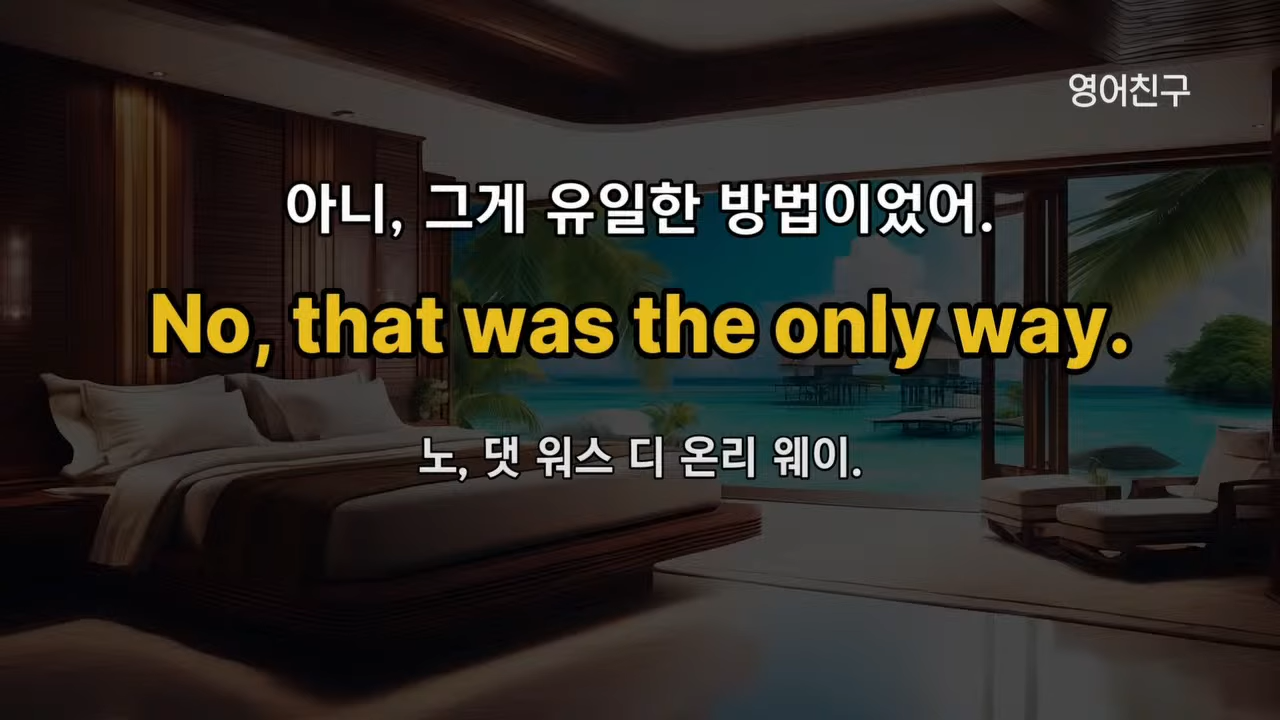 영어친구
아니, 그게 유일한 방법이었어.
No, that was the only way.
노, 댓 워스 디 온리 웨이.